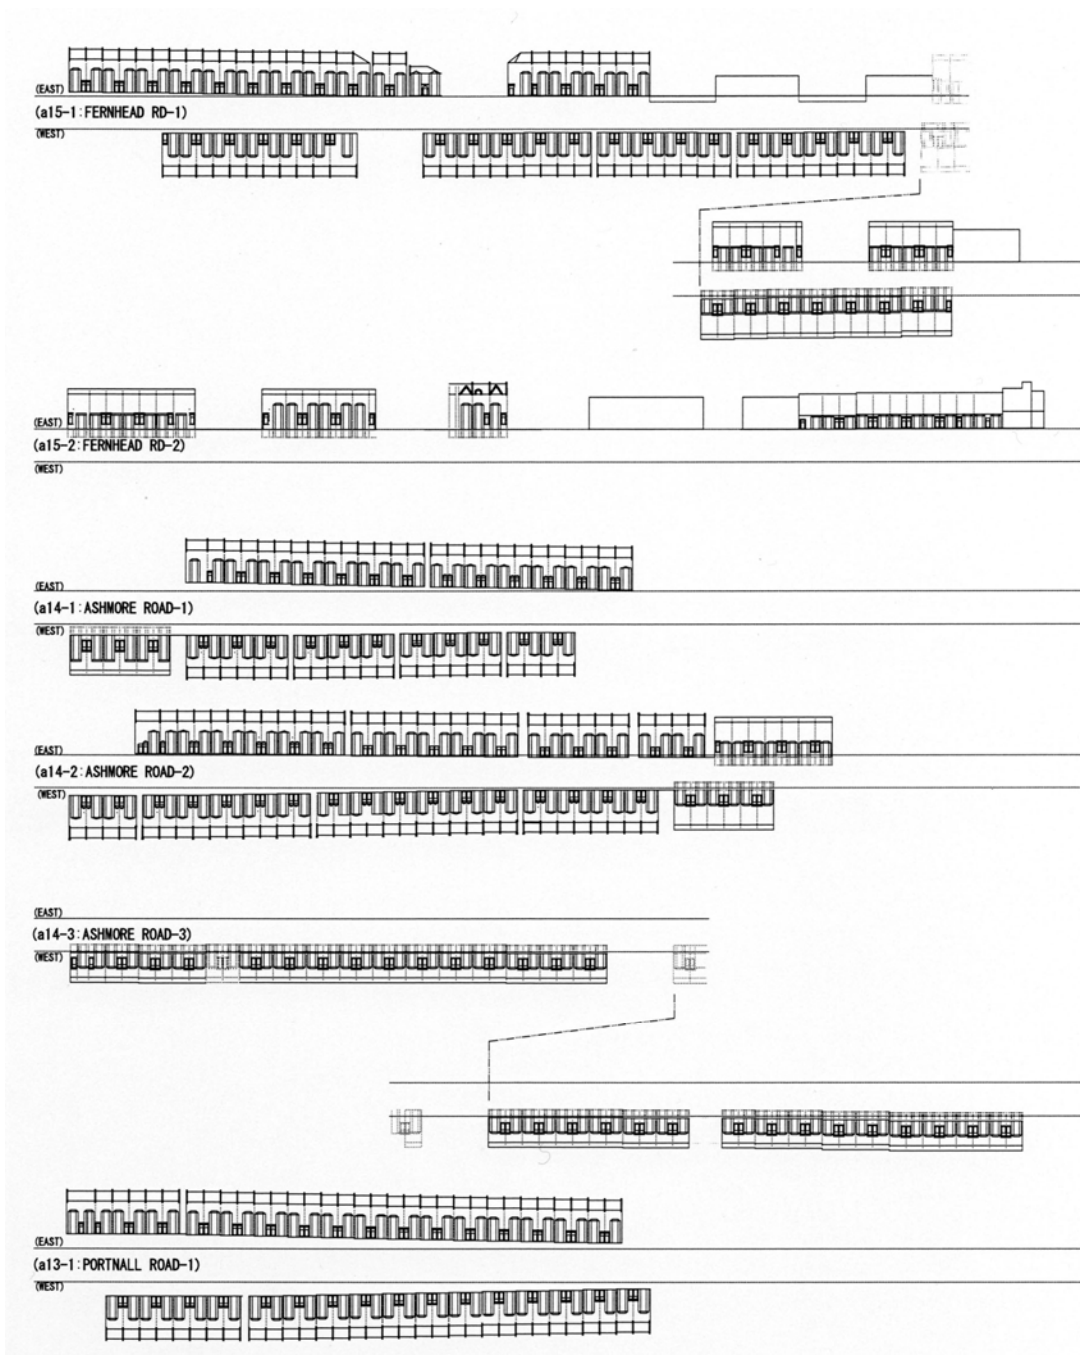 (EAST)
(a15-1:FERNHEAD RD-1)
(WEST)
(EAST)
(a15-2:FERNHEAD RD-2)
(WEST)
(EAST)
(a14-1:ASHMORE ROAD-1)
(WEST)
(EAST)
(a14-2:ASHMORE ROAD-2)
(WEST)
(EAST)
(a14-3:ASHMORE ROAD-3)
(WEST)
(EAST)
(a13-1:PORTNALL ROAD-1)
(WEST)